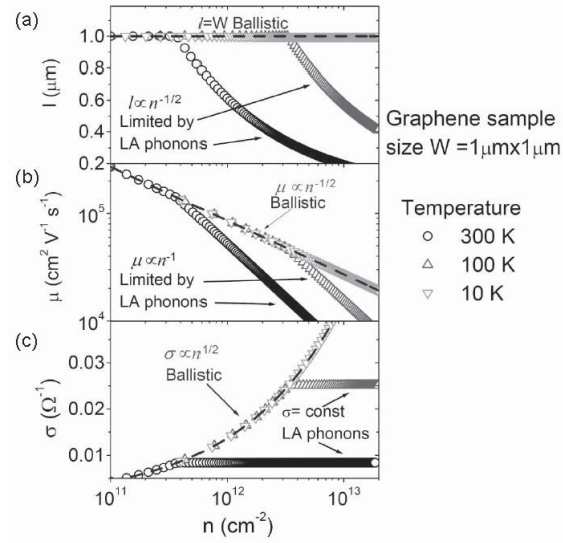 (a)
l=W Ballistic
1.0
0.8
0.6
0.4
0.2
l (μm)
l∝n-1/2
Limited by
LA phonons
Graphene sample
size W =1μmx1μm
(b)
μ∝n-1/2
Ballistic
10^5
10^4
μ (cm2 V-1 s-1)
μ∝n-1
Limited by
LA phonons
Temperature
300 K
100 K
10 K
(c)
σ∝n1/2
Ballistic
0.03
0.02
0.01
σ (Ω-1)
σ= const
LA phonons
10^11 10^12 10^13
n (cm-2)